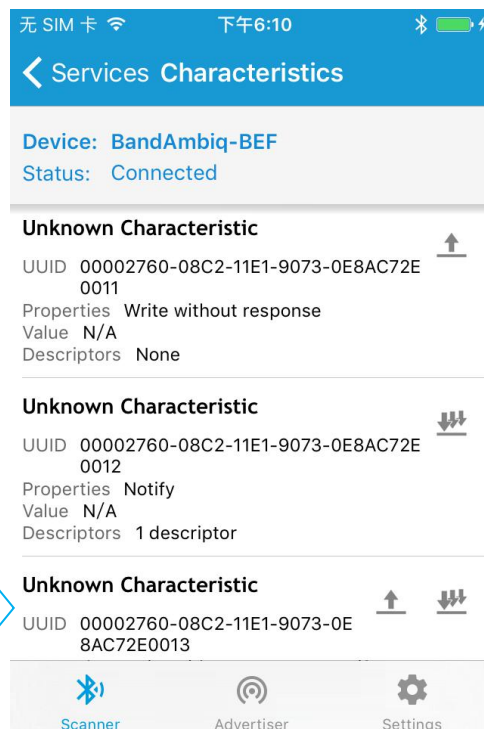 无 SIM 卡 下午6:10
Services Characteristics
Device: BandAmbiq-BEF
Status: Connected
Unknown Characteristic
UUID 00002760-08C2-11E1-9073-0E8AC72E
0011
Properties Write without response
Value N/A
Descriptors None
Unknown Characteristic
UUID 00002760-08C2-11E1-9073-0E8AC72E
0012
Properties Notify
Value N/A
Descriptors 1 descriptor
Unknown Characteristic
UUID 00002760-08C2-11E1-9073-0E
8AC72E0013
Scanner Advertiser Settings